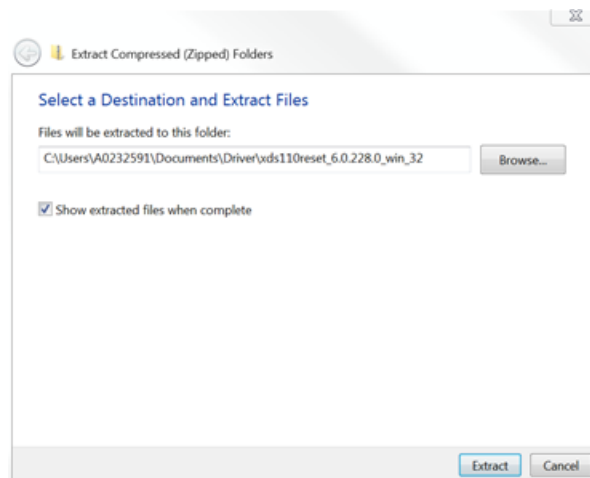 Extract Compressed (Zipped) Folders
Select a Destination and Extract Files
Files will be extracted to this folder:
C:\Users\A0232591\Documents\Driver\xds110reset_6.0.228.0_win_32
Browse...
Show extracted files when complete
Extract
Cancel